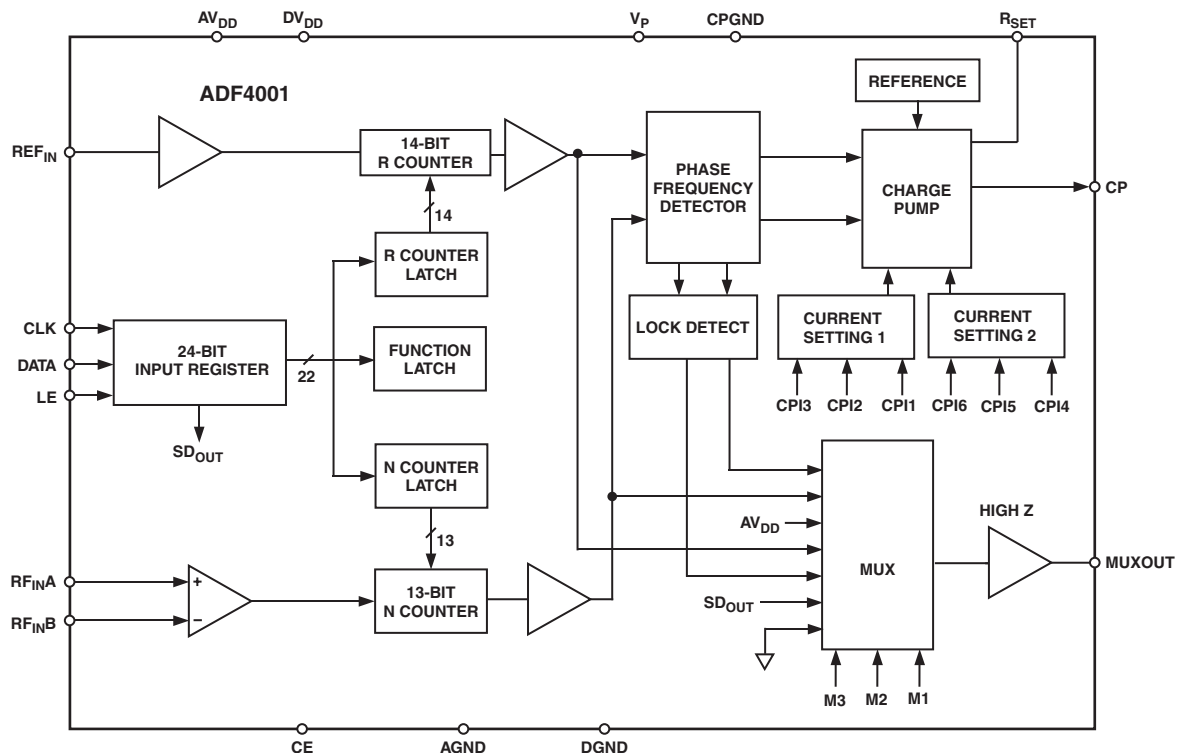 AVDD
DVDD
VP
CPGND
RSET
ADF4001
REFERENCE
REFIN
14-BIT
R COUNTER
PHASE
FREQUENCY
DETECTOR
CHARGE
PUMP
CP
14
R COUNTER
LATCH
CLK
DATA
LE
24-BIT
INPUT REGISTER
22
FUNCTION
LATCH
LOCK DETECT
CURRENT
SETTING 1
CURRENT
SETTING 2
CPI3
CPI2
CPI1
CPI6
CPI5
CPI4
SDOUT
N COUNTER
LATCH
13
AVDD
HIGH Z
MUX
MUXOUT
RFINA
RFINB
+
−
13-BIT
N COUNTER
SDOUT
M3
M2
M1
CE
AGND
DGND